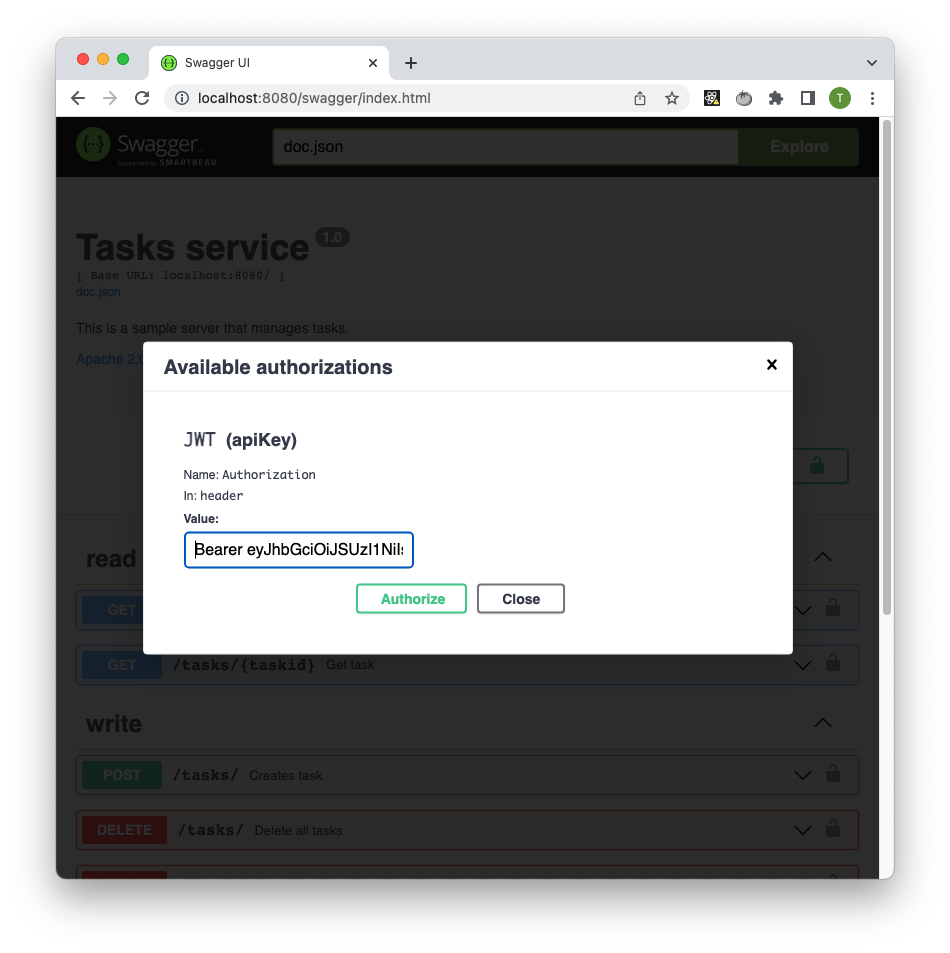 Swagger UI
localhost:8080/swagger/index.html
T
Swagger.
Supported by SMARTBEAR
doc.json
Explore
Tasks service 1.0
[ Base URL: localhost:8080/ ]
doc.json
This is a sample server that manages tasks.
Apache 2.
Available authorizations
JWT (apiKey)
Name: Authorization
In: header
Value:
Bearer eyJhbGciOiJSUzI1NiIs
Authorize
Close
read
GET
GET /tasks/{taskid} Get task
write
POST /tasks/ Creates task
DELETE /tasks/ Delete all tasks